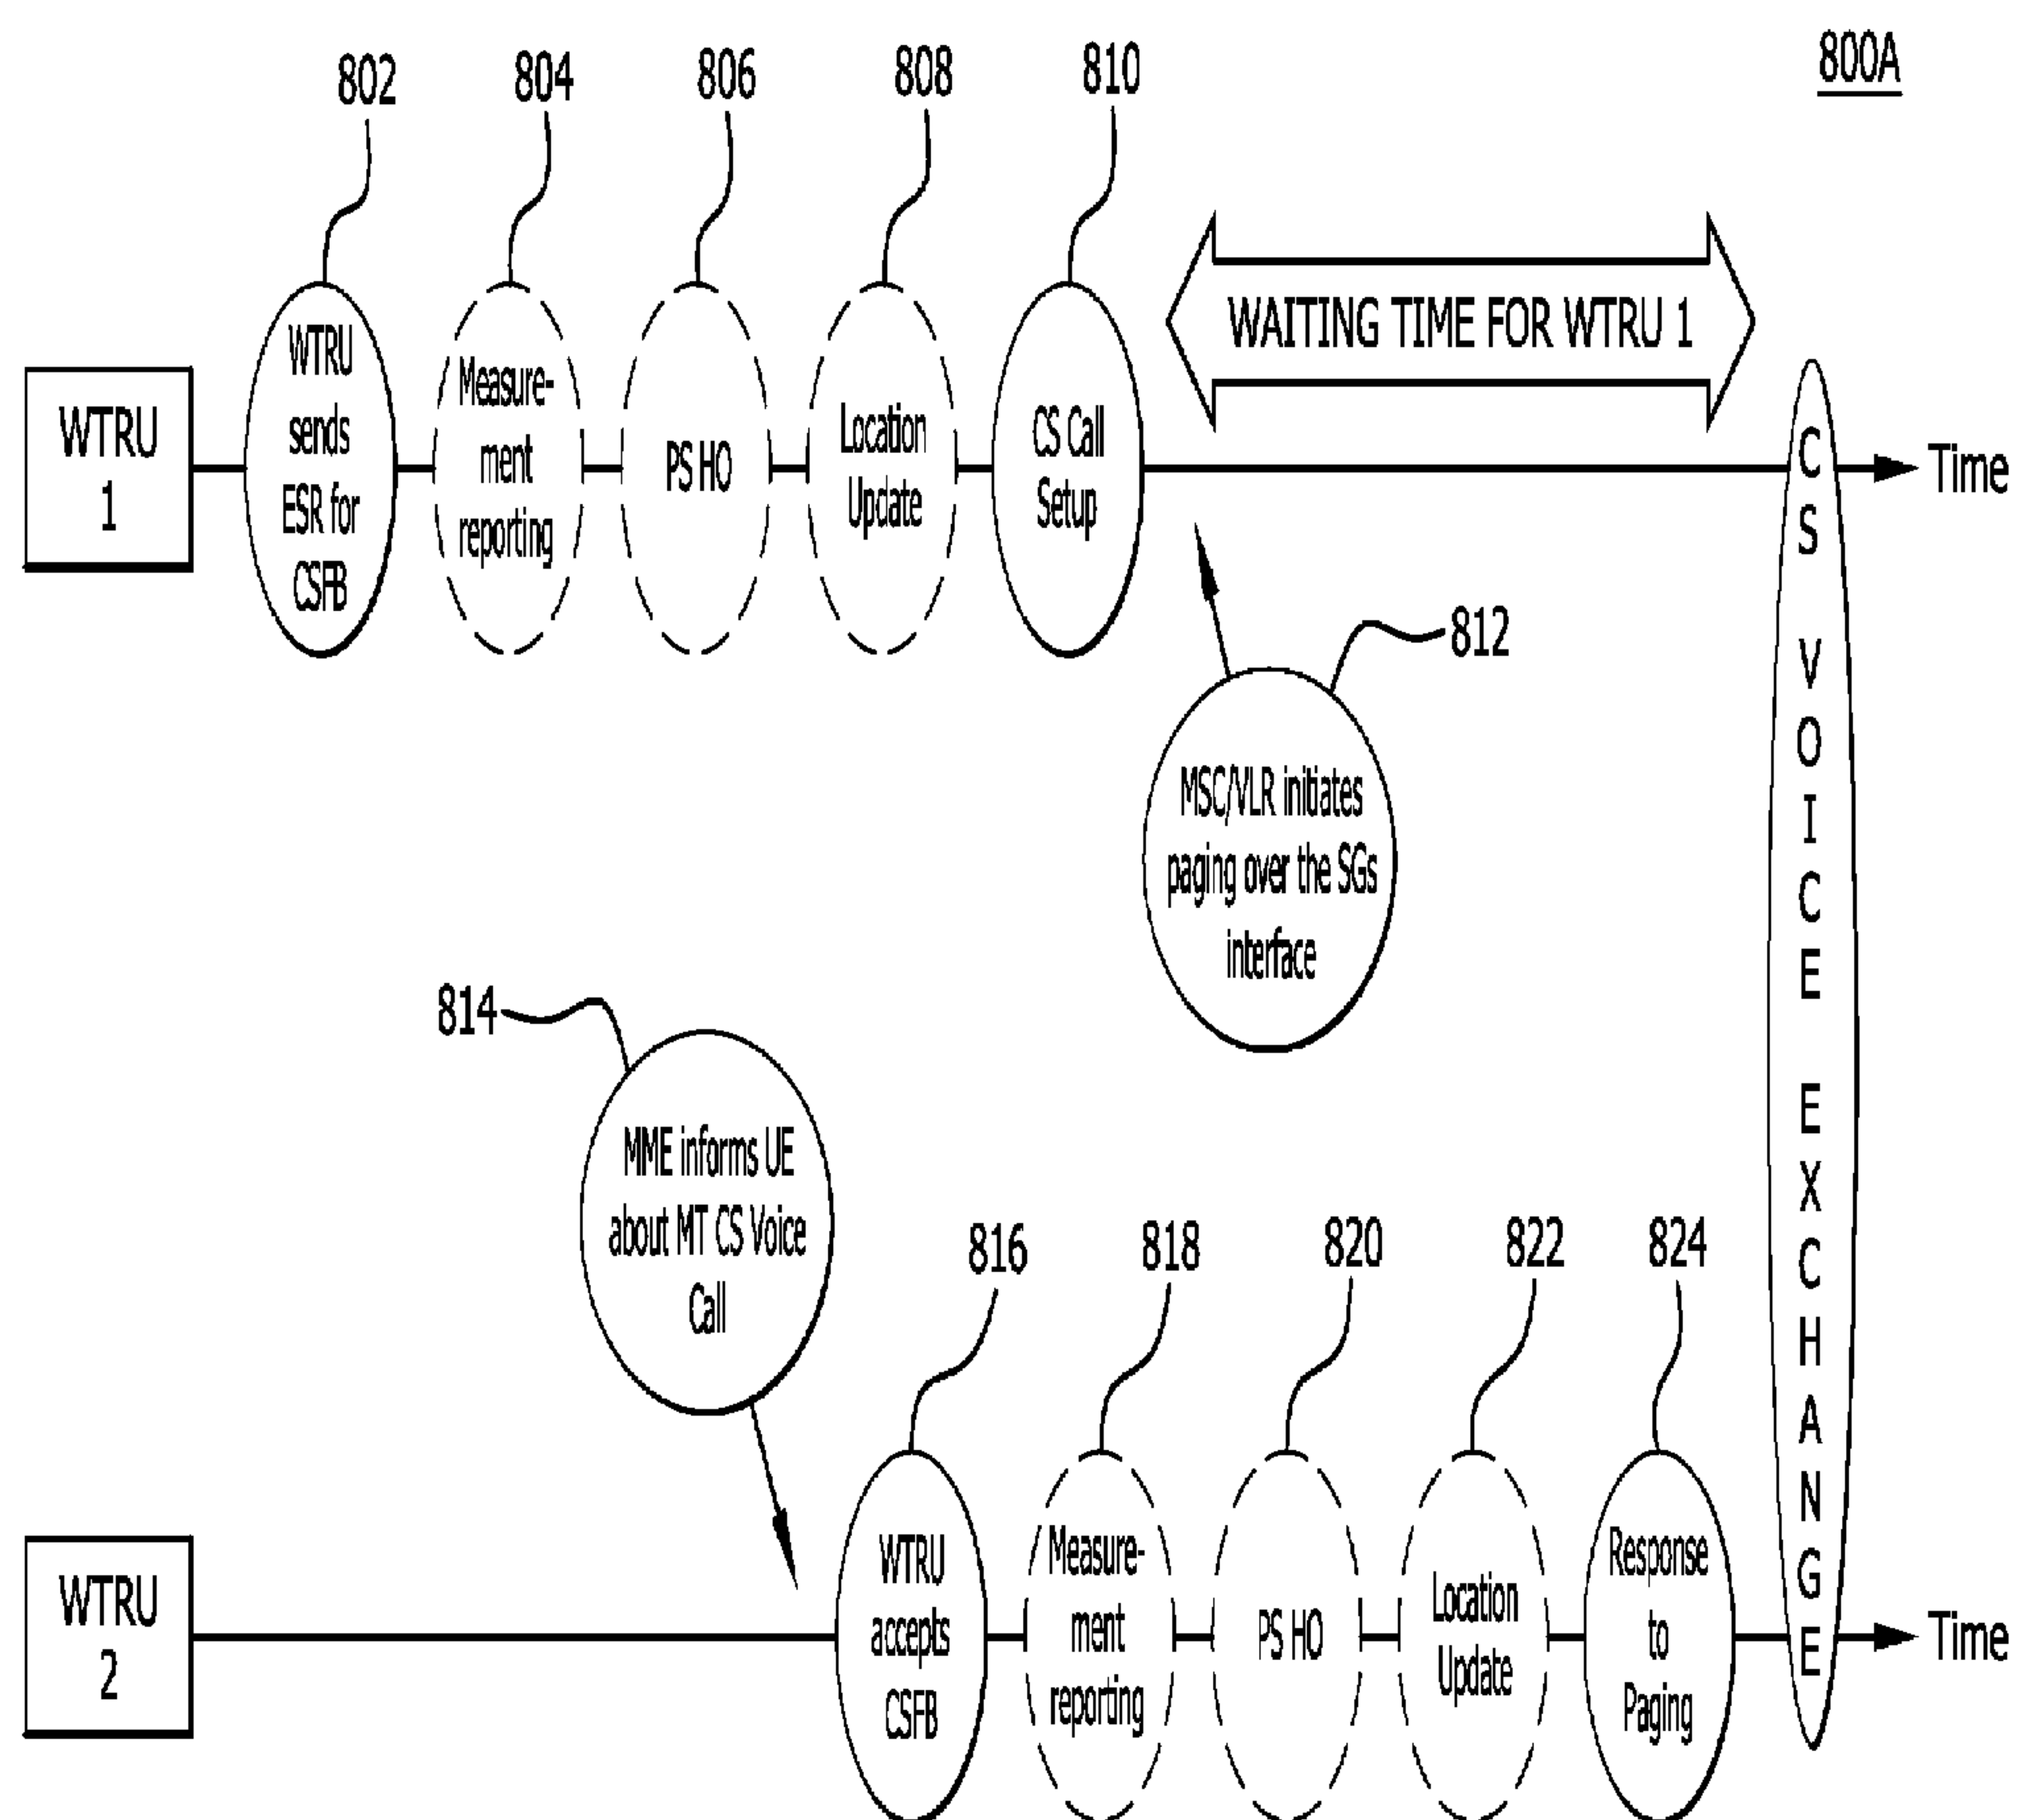 800A
802
804
806
808
810
WAITING TIME FOR WTRU 1
WTRU
1
WTRU
sends
ESR for
CSFB
Measure-
ment
reporting
PS HO
Location
Update
CS Call
Setup
Time
812
MSC/VLR initiates
paging over the SGs
interface
CS VOICE EXCHANGE
814
MME informs UE
about MT CS Voice
Call
816
818
820
822
824
WTRU
2
WTRU
accepts
CSFB
Measure-
ment
reporting
PS HO
Location
Update
Response
to
Paging
Time